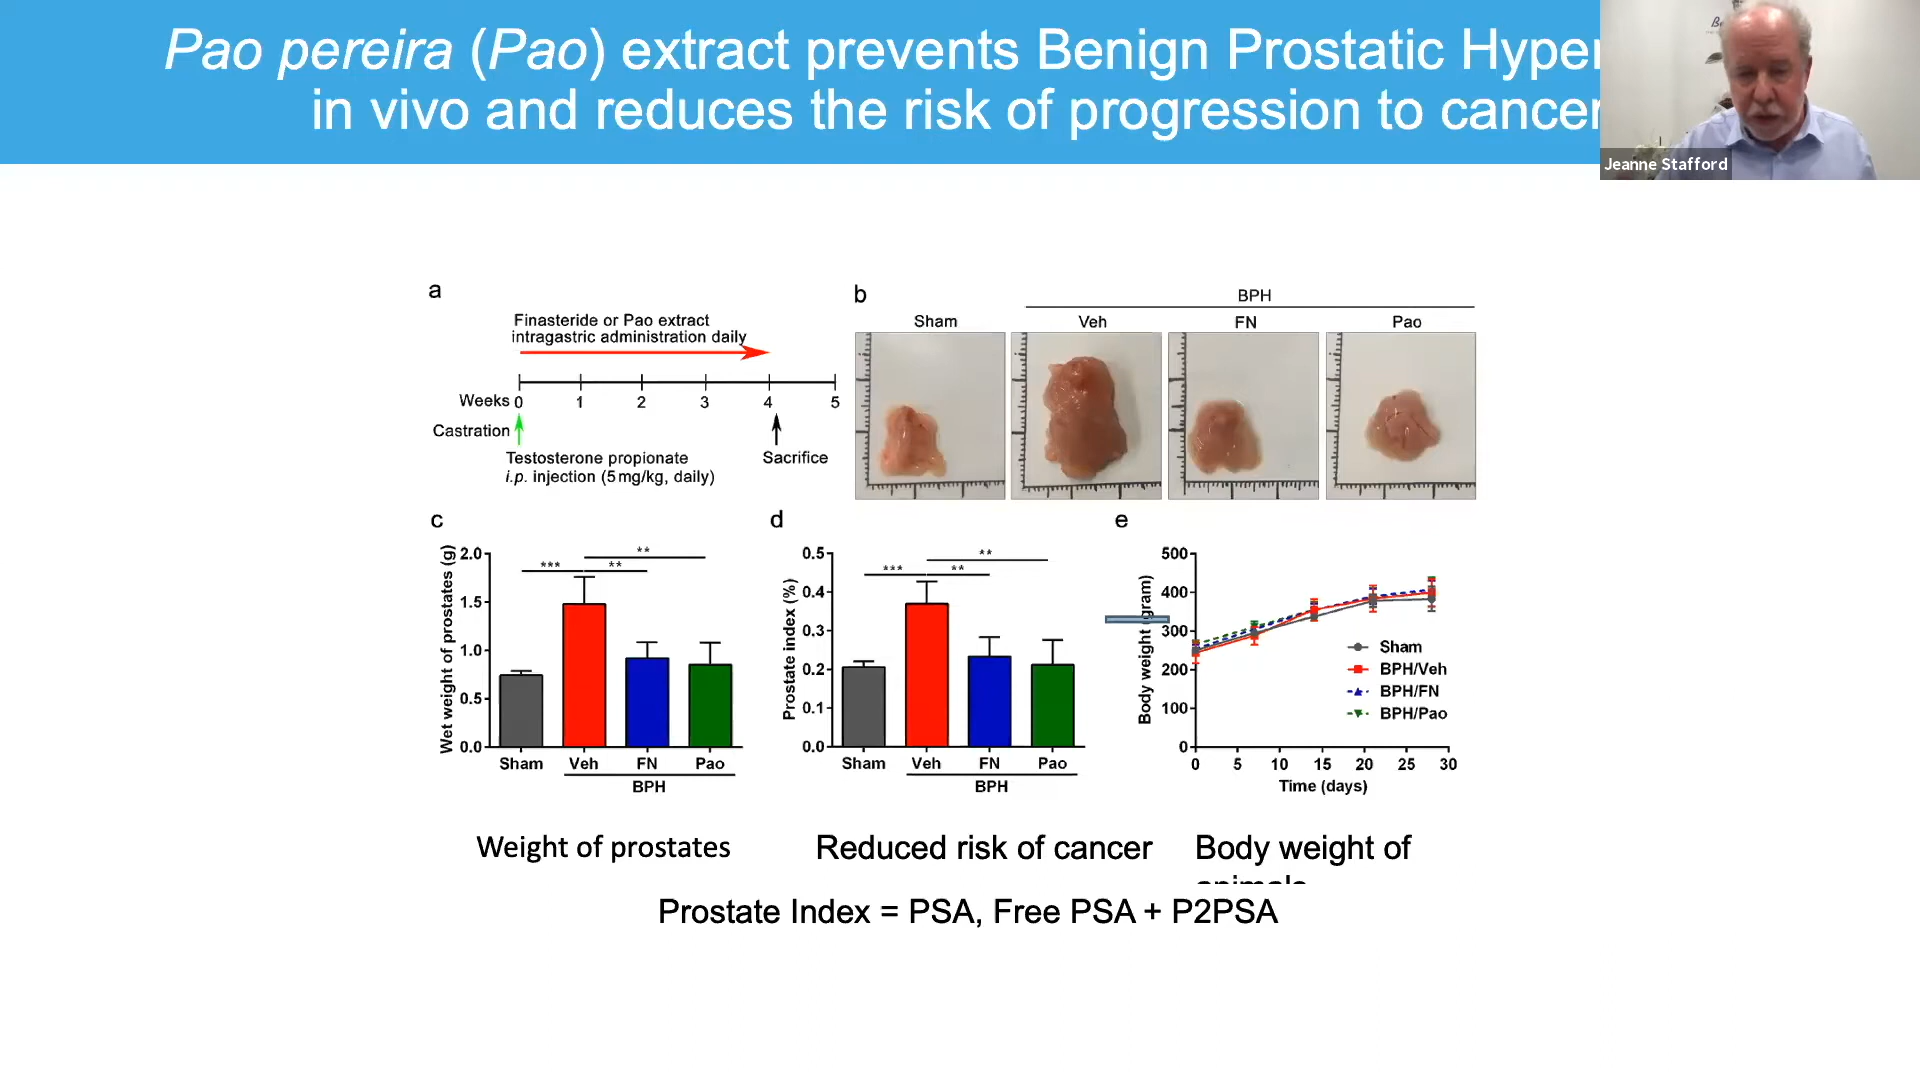 Pao pereira (Pao) extract prevents Benign Prostatic Hyper
in vivo and reduces the risk of progression to cancer
Jeanne Stafford
a
Finasteride or Pao extract
intragastric administration daily
Weeks 0 1 2 3 4 5
Castration
Testosterone propionate
i.p. injection (5mg/kg, daily)
Sacrifice
b
BPH
Sham Veh FN Pao
c
Wet weight of prostates (g)
2.0
1.5
1.0
0.5
0.0
*** ** **
Sham Veh FN Pao
BPH
d
Prostate index (%)
0.5
0.4
0.3
0.2
0.1
0.0
*** ** **
Sham Veh FN Pao
BPH
e
Body weight (gram)
500
400
300
200
100
0
Sham
BPH/Veh
BPH/FN
BPH/Pao
0 5 10 15 20 25 30
Time (days)
Weight of prostates
Reduced risk of cancer
Body weight of
Prostate Index = PSA, Free PSA + P2PSA